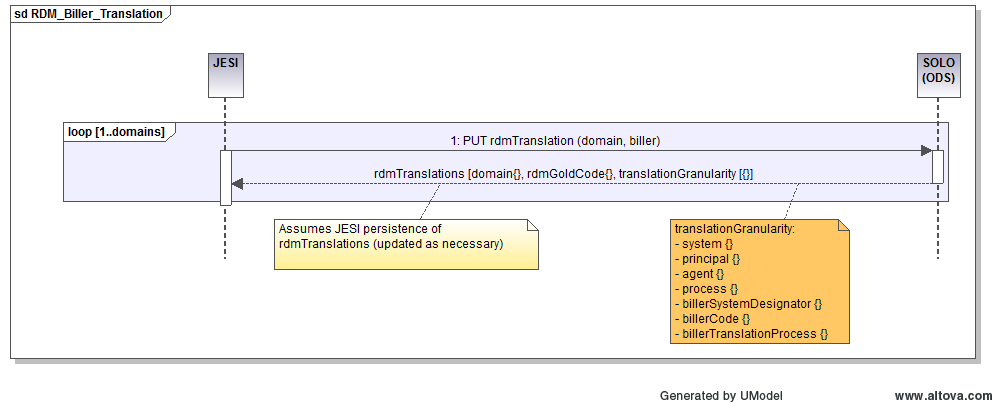 sd RDM_Biller_Translation
JESI
SOLO
(ODS)
loop [1..domains]
1: PUT rdmTranslation (domain, biller)
rdmTranslations [domain{}, rdmGoldCode{}, translationGranularity [{}]
Assumes JESI persistence of
rdmTranslations (updated as necessary)
translationGranularity:
- system {}
- principal {}
- agent {}
- process {}
- billerSystemDesignator {}
- billerCode {}
- billerTranslationProcess {}
Generated by UModel
www.altova.com